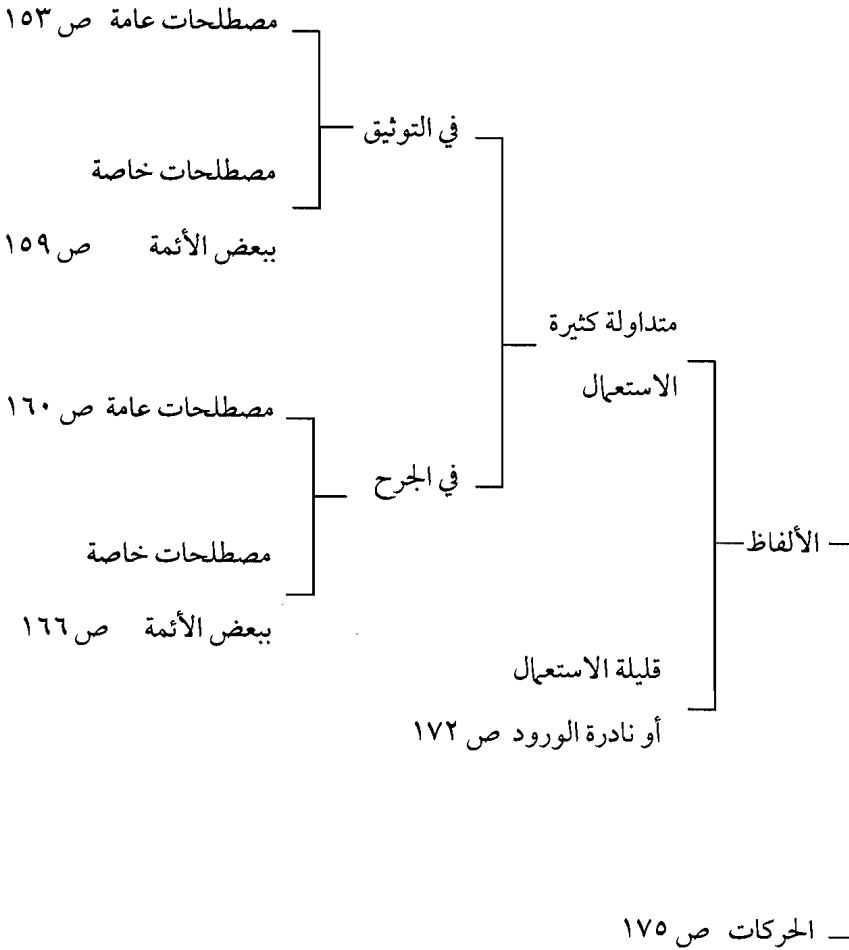 مصطلحات عامة ص ١٥٣
في التوثيق
مصطلحات خاصة
ببعض الأئمة ص ١٥٩
متداولة كثيرة
الاستعمال
مصطلحات عامة ص ١٦٠
في الجرح
الألفاظ
مصطلحات خاصة
ببعض الأئمة ص ١٦٦
قليلة الاستعمال
أو نادرة الورود ص ١٧٢
الحركات ص ١٧٥